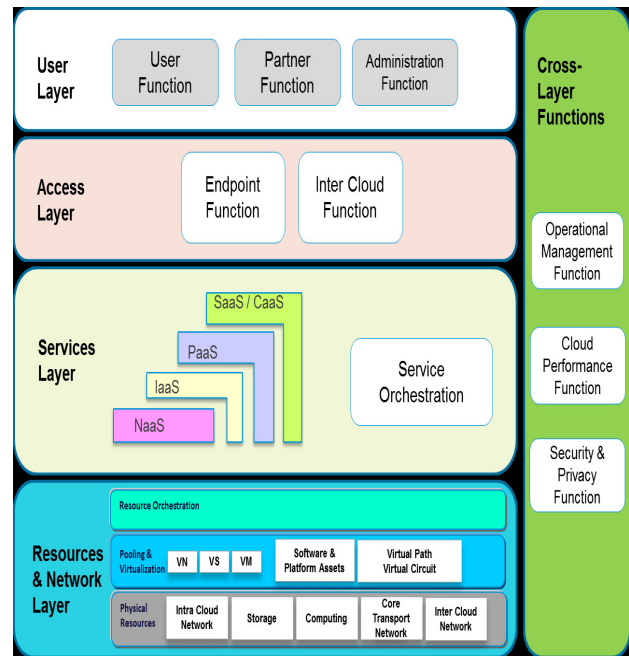 User
Layer
User
Function
Partner
Function
Administration
Function
Access
Layer
Endpoint
Function
Inter Cloud
Function
Services
Layer
SaaS / CaaS
PaaS
IaaS
NaaS
Service
Orchestration
Resources
& Network
Layer
Resource Orchestration
Pooling &
Virtualization
VN
VS
VM
Software &
Platform Assets
Virtual Path
Virtual Circuit
Physical
Resources
Intra Cloud
Network
Storage
Computing
Core
Transport
Network
Inter Cloud
Network
Cross-
Layer
Functions
Operational
Management
Function
Cloud
Performance
Function
Security &
Privacy
Function